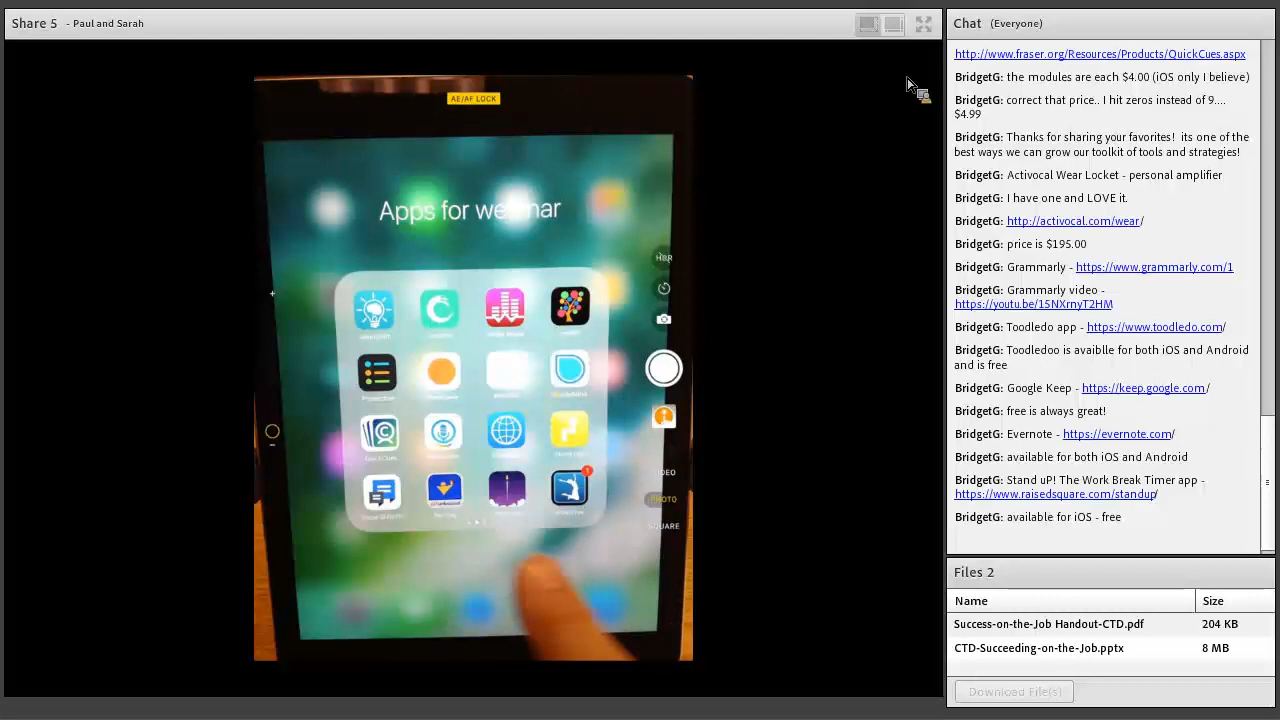 Share 5 - Paul and Sarah
AE/AF LOCK
Apps for webinar
HDR
PHOTO
SQUARE
Chat (Everyone)
http://www.fraser.org/Resources/Products/QuickCues.aspx
BridgetG: the modules are each $4.00 (iOS only I believe)
BridgetG: correct that price.. I hit zeros instead of 9....
$4.99
BridgetG: Thanks for sharing your favorites!  its one of the
best ways we can grow our toolkit of tools and strategies!
BridgetG: Activocal Wear Locket - personal amplifier
BridgetG: I have one and LOVE it.
BridgetG: http://activocal.com/wear/
BridgetG: price is $195.00
BridgetG: Grammarly - https://www.grammarly.com/1
BridgetG: Grammarly video -
https://youtu.be/15NXrnyT2HM
BridgetG: Toodledo app - https://www.toodledo.com/
BridgetG: Toodledoo is avaiblle for both iOS and Android
and is free
BridgetG: Google Keep - https://keep.google.com/
BridgetG: free is always great!
BridgetG: Evernote - https://evernote.com/
BridgetG: available for both iOS and Android
BridgetG: Stand uP! The Work Break Timer app -
https://www.raisedsquare.com/standup/
BridgetG: available for iOS - free
Files 2
Name Size
Success-on-the-Job Handout-CTD.pdf 204 KB
CTD-Succeeding-on-the-Job.pptx 8 MB
Download File(s)